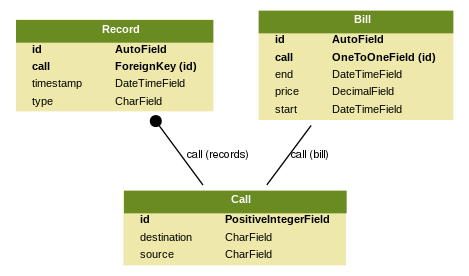 Record
id AutoField
call ForeignKey (id)
timestamp DateTimeField
type CharField
Bill
id AutoField
call OneToOneField (id)
end DateTimeField
price DecimalField
start DateTimeField
call (records)
call (bill)
Call
id PositiveIntegerField
destination CharField
source CharField